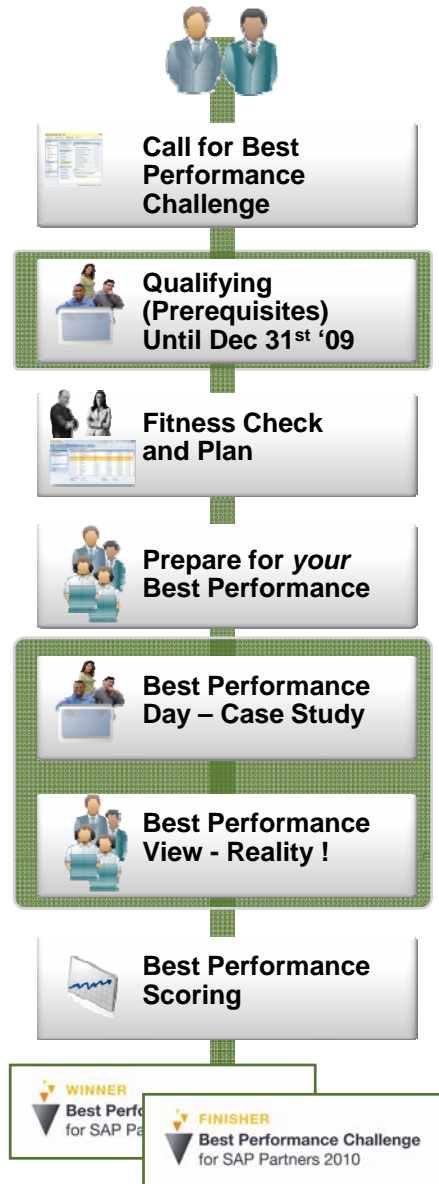 Call for Best
Performance
Challenge
Qualifying
(Prerequisites)
Until Dec 31st ‘09
Fitness Check
and Plan
Prepare for your
Best Performance
Best Performance
Day – Case Study
Best Performance
View - Reality !
Best Performance
Scoring
WINNER
Best
for SAP
FINISHER
Best Performance Challenge
for SAP Partners 2010